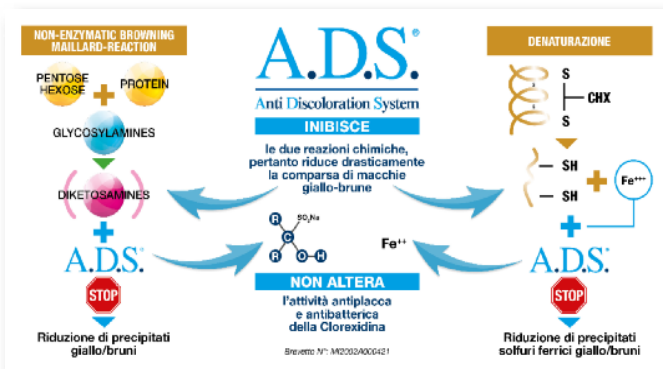 NON-ENZYMATIC BROWNING
MAILLARD-REACTION
PENTOSE
HEXOSE
PROTEIN
GLYCOSYLAMINES
DIKETOSAMINES
A.D.S.®
STOP
Riduzione di precipitati
giallo/bruni
A.D.S.®
Anti Discoloration System
INIBISCE
le due reazioni chimiche,
pertanto riduce drasticamente
la comparsa di macchie
giallo-brune
R
SO3Na
C
R
O
H
Fe++
NON ALTERA
l'attività antiplacca
e antibatterica
della Clorexidina
Brevetto N°: MI2002A000421
DENATURAZIONE
S
CHX
S
SH
SH
Fe+++
A.D.S.®
STOP
Riduzione di precipitati
solfuri ferrici giallo/bruni